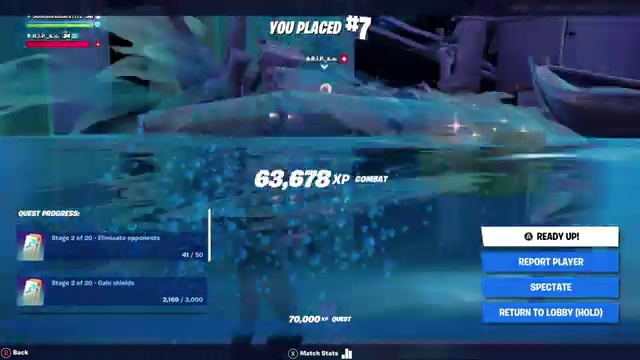 YOU PLACED #7
R.I.P_
63,678 XP COMBAT
QUEST PROGRESS:
Stage 2 of 20 - Eliminate opponents
41 / 50
Stage 2 of 20 - Gain shields
2,169 / 3,000
70,000 XP QUEST
A READY UP!
REPORT PLAYER
SPECTATE
RETURN TO LOBBY (HOLD)
B Back
X Match Stats